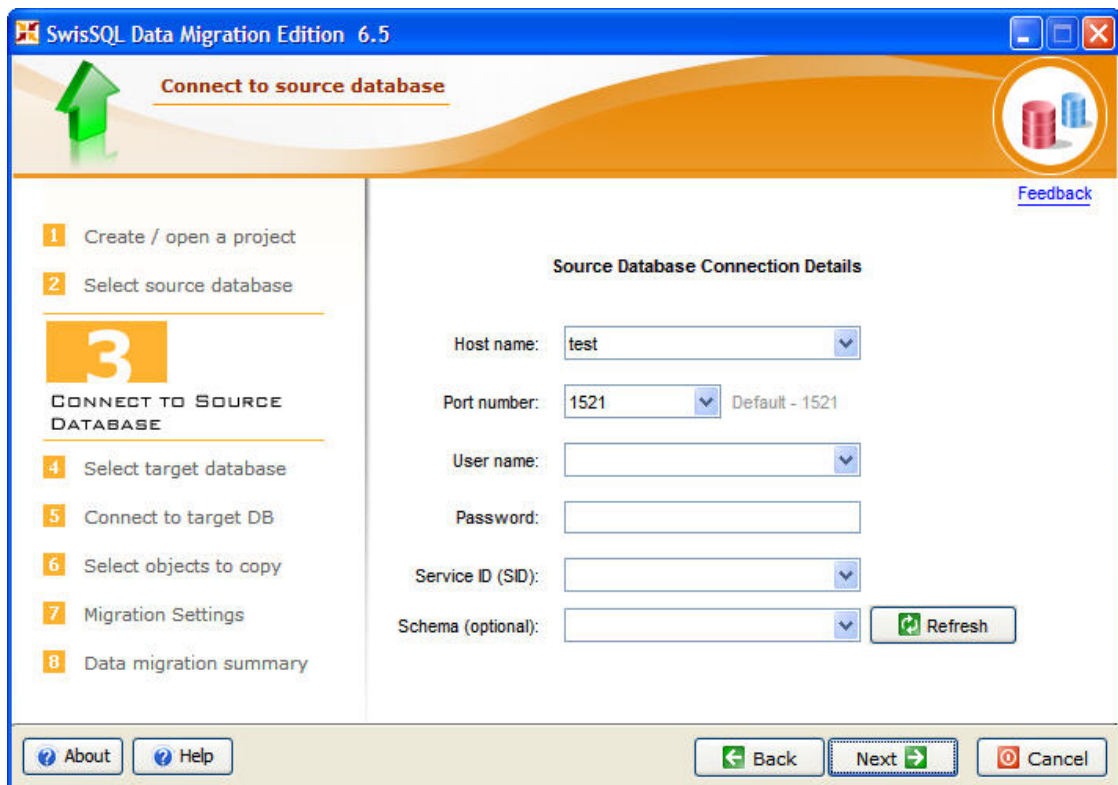 SwisSQL Data Migration Edition 6.5
Connect to source database
Feedback
1 Create / open a project
2 Select source database
3
CONNECT TO SOURCE
DATABASE
4 Select target database
5 Connect to target DB
6 Select objects to copy
7 Migration Settings
8 Data migration summary
Source Database Connection Details
Host name: test
Port number: 1521 Default - 1521
User name:
Password:
Service ID (SID):
Schema (optional): Refresh
About Help Back Next Cancel